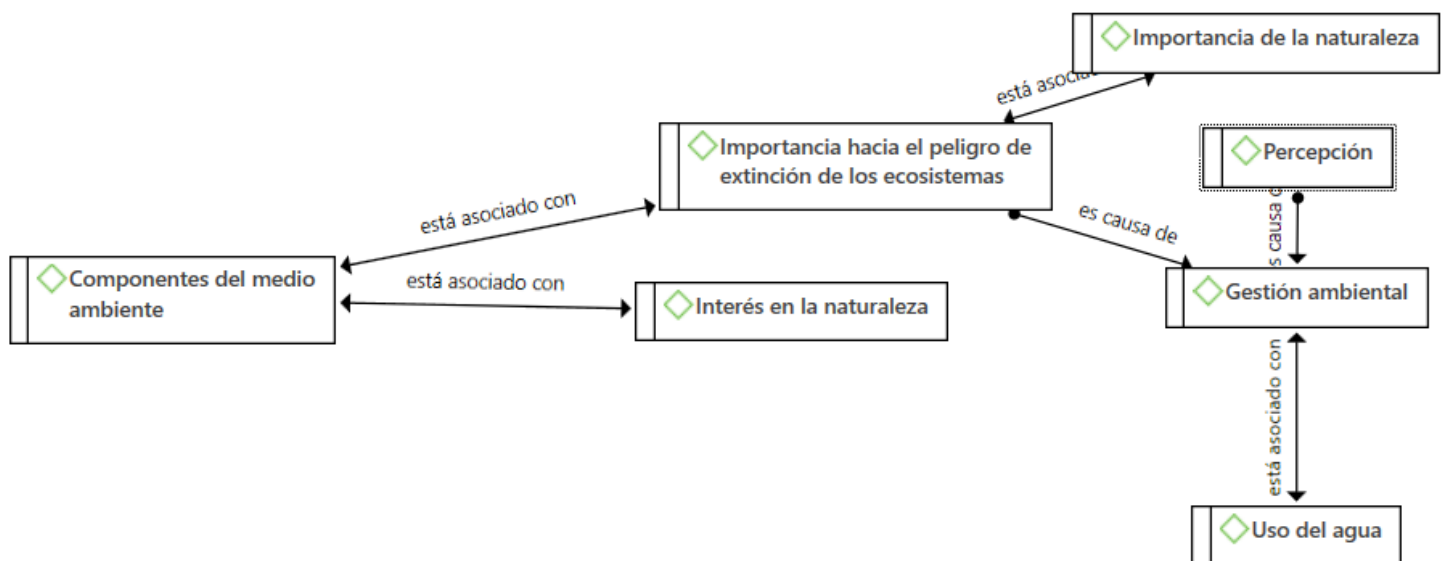 Importancia de la naturaleza
está asocia
Importancia hacia el peligro de
extinción de los ecosistemas
Percepción
está asociado con
es causa de
s causa
Componentes del medio
ambiente
está asociado con
Interés en la naturaleza
Gestión ambiental
está asociado con
Uso del agua